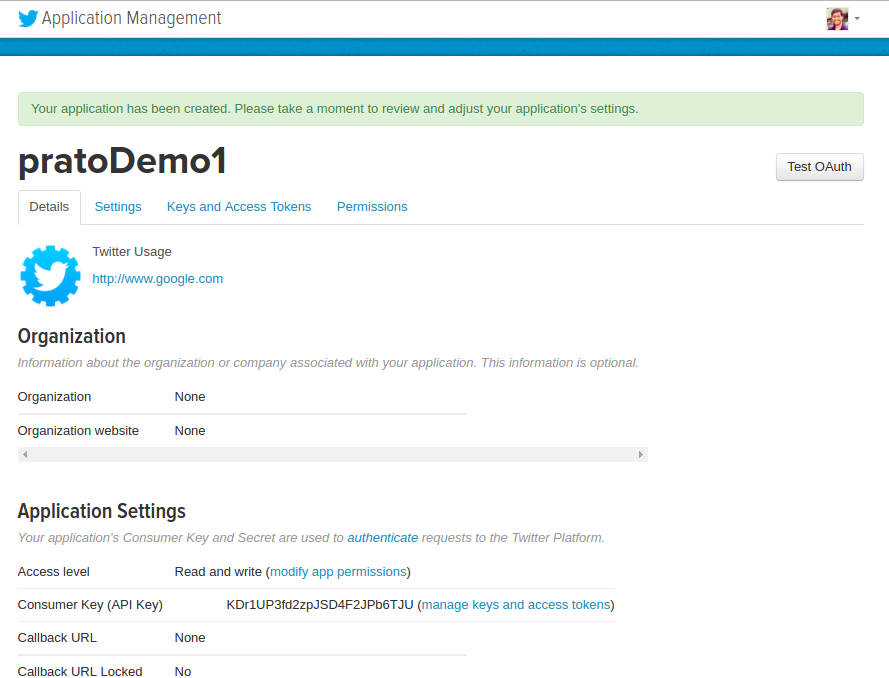 Application Management
Your application has been created. Please take a moment to review and adjust your application's settings.
pratoDemo1
Test OAuth
Details Settings Keys and Access Tokens Permissions
Twitter Usage
http://www.google.com
Organization
Information about the organization or company associated with your application. This information is optional.
Organization None
Organization website None
Application Settings
Your application's Consumer Key and Secret are used to authenticate requests to the Twitter Platform.
Access level Read and write (modify app permissions)
Consumer Key (API Key) KDr1UP3fd2zpJSD4F2JPb6TJU (manage keys and access tokens)
Callback URL None
Callback URL Locked No